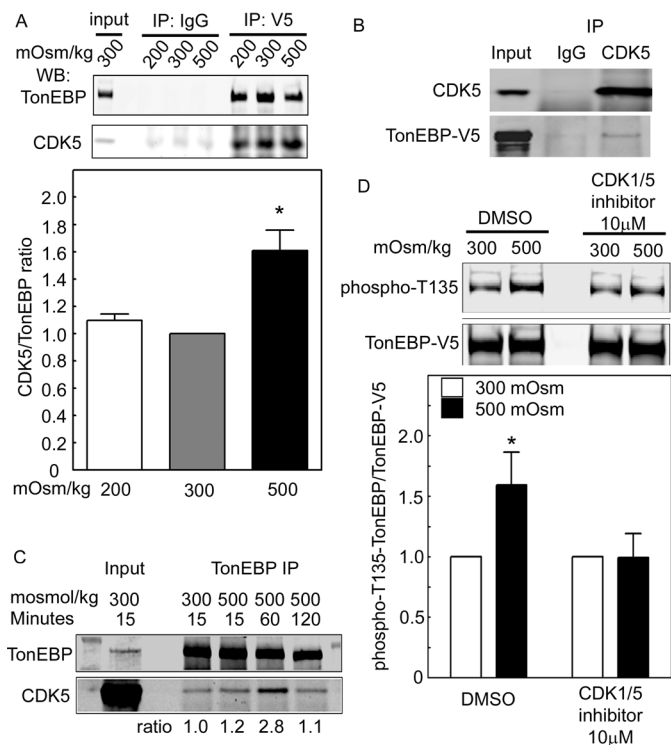 A
input IP: IgG IP: V5
mOsm/kg 300 200 300 500 200 300 500
WB:
TonEBP
CDK5
CDK5/TonEBP ratio
2.0
1.8
1.6
1.4
1.2
1.0
0.8
0.6
0.4
0.2
0
*
mOsm/kg 200 300 500
B
IP
Input IgG CDK5
CDK5
TonEBP-V5
C
Input TonEBP IP
mosmol/kg 300 300 500 500 500
Minutes 15 15 15 60 120
TonEBP
CDK5
ratio 1.0 1.2 2.8 1.1
D
CDK1/5
inhibitor
DMSO 10μM
mOsm/kg 300 500 300 500
phospho-T135
TonEBP-V5
300 mOsm
500 mOsm
phospho-T135-TonEBP/TonEBP-V5
2.0
1.5
1.0
0.5
0.0
*
DMSO CDK1/5
inhibitor
10μM